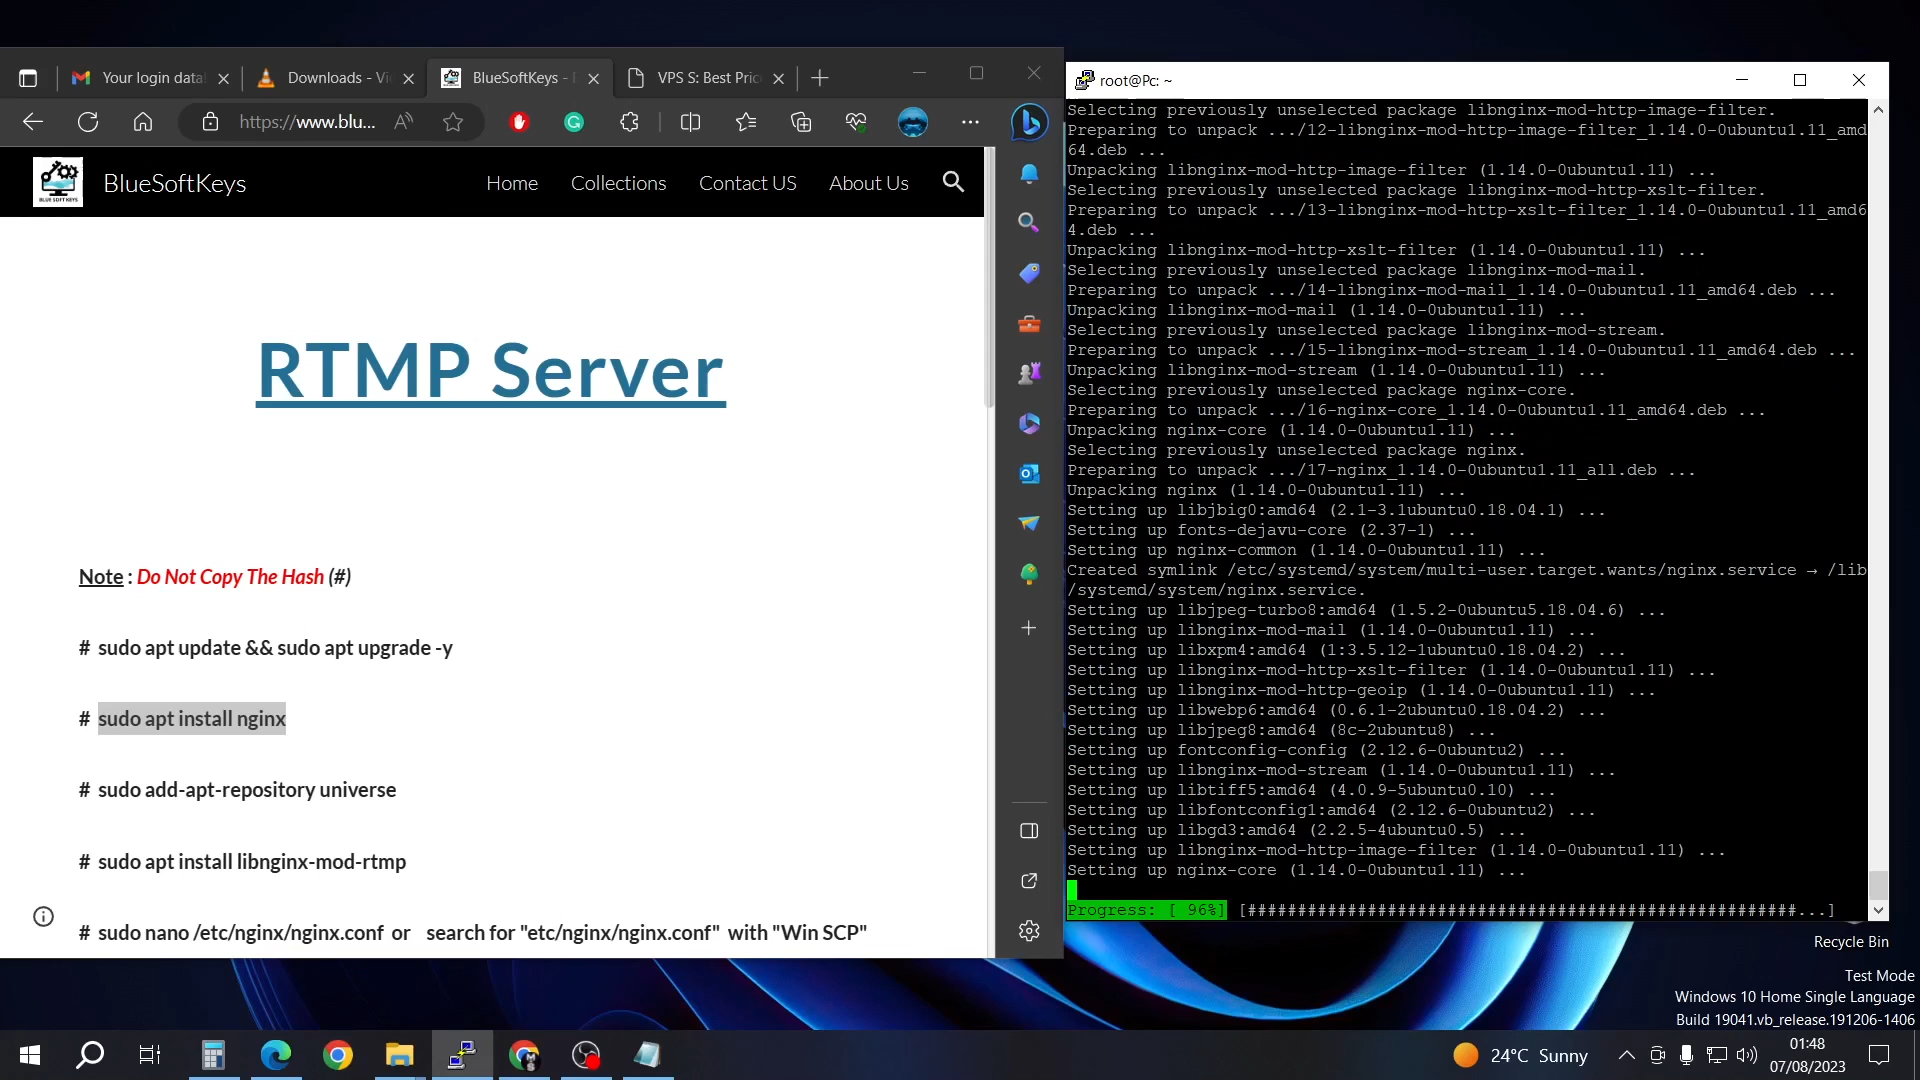 Your login data
Downloads - Vi
BlueSoftKeys -
VPS S: Best Pric
https://www.blu...
BlueSoftKeys
Home
Collections
Contact US
About Us
BLUE SOFT KEYS
RTMP Server
Note : Do Not Copy The Hash (#)
# sudo apt update && sudo apt upgrade -y
# sudo apt install nginx
# sudo add-apt-repository universe
# sudo apt install libnginx-mod-rtmp
# sudo nano /etc/nginx/nginx.conf or search for "etc/nginx/nginx.conf" with "Win SCP"
root@Pc: ~
Selecting previously unselected package libnginx-mod-http-image-filter.
Preparing to unpack .../12-libnginx-mod-http-image-filter_1.14.0-0ubuntu1.11_amd
64.deb ...
Unpacking libnginx-mod-http-image-filter (1.14.0-0ubuntu1.11) ...
Selecting previously unselected package libnginx-mod-http-xslt-filter.
Preparing to unpack .../13-libnginx-mod-http-xslt-filter_1.14.0-0ubuntu1.11_amd6
4.deb ...
Unpacking libnginx-mod-http-xslt-filter (1.14.0-0ubuntu1.11) ...
Selecting previously unselected package libnginx-mod-mail.
Preparing to unpack .../14-libnginx-mod-mail_1.14.0-0ubuntu1.11_amd64.deb ...
Unpacking libnginx-mod-mail (1.14.0-0ubuntu1.11) ...
Selecting previously unselected package libnginx-mod-stream.
Preparing to unpack .../15-libnginx-mod-stream_1.14.0-0ubuntu1.11_amd64.deb ...
Unpacking libnginx-mod-stream (1.14.0-0ubuntu1.11) ...
Selecting previously unselected package nginx-core.
Preparing to unpack .../16-nginx-core_1.14.0-0ubuntu1.11_amd64.deb ...
Unpacking nginx-core (1.14.0-0ubuntu1.11) ...
Selecting previously unselected package nginx.
Preparing to unpack .../17-nginx_1.14.0-0ubuntu1.11_all.deb ...
Unpacking nginx (1.14.0-0ubuntu1.11) ...
Setting up libjbig0:amd64 (2.1-3.1ubuntu0.18.04.1) ...
Setting up fonts-dejavu-core (2.37-1) ...
Setting up nginx-common (1.14.0-0ubuntu1.11) ...
Created symlink /etc/systemd/system/multi-user.target.wants/nginx.service → /lib
/systemd/system/nginx.service.
Setting up libjpeg-turbo8:amd64 (1.5.2-0ubuntu5.18.04.6) ...
Setting up libnginx-mod-mail (1.14.0-0ubuntu1.11) ...
Setting up libxpm4:amd64 (1:3.5.12-1ubuntu0.18.04.2) ...
Setting up libnginx-mod-http-xslt-filter (1.14.0-0ubuntu1.11) ...
Setting up libnginx-mod-http-geoip (1.14.0-0ubuntu1.11) ...
Setting up libwebp6:amd64 (0.6.1-2ubuntu0.18.04.2) ...
Setting up libjpeg8:amd64 (8c-2ubuntu8) ...
Setting up fontconfig-config (2.12.6-0ubuntu2) ...
Setting up libnginx-mod-stream (1.14.0-0ubuntu1.11) ...
Setting up libtiff5:amd64 (4.0.9-5ubuntu0.10) ...
Setting up libfontconfig1:amd64 (2.12.6-0ubuntu2) ...
Setting up libgd3:amd64 (2.2.5-4ubuntu0.5) ...
Setting up libnginx-mod-http-image-filter (1.14.0-0ubuntu1.11) ...
Setting up nginx-core (1.14.0-0ubuntu1.11) ...
Progress: [ 96%] [#######################################################...]
Recycle Bin
Test Mode
Windows 10 Home Single Language
Build 19041.vb_release.191206-1406
24°C Sunny
01:48
07/08/2023